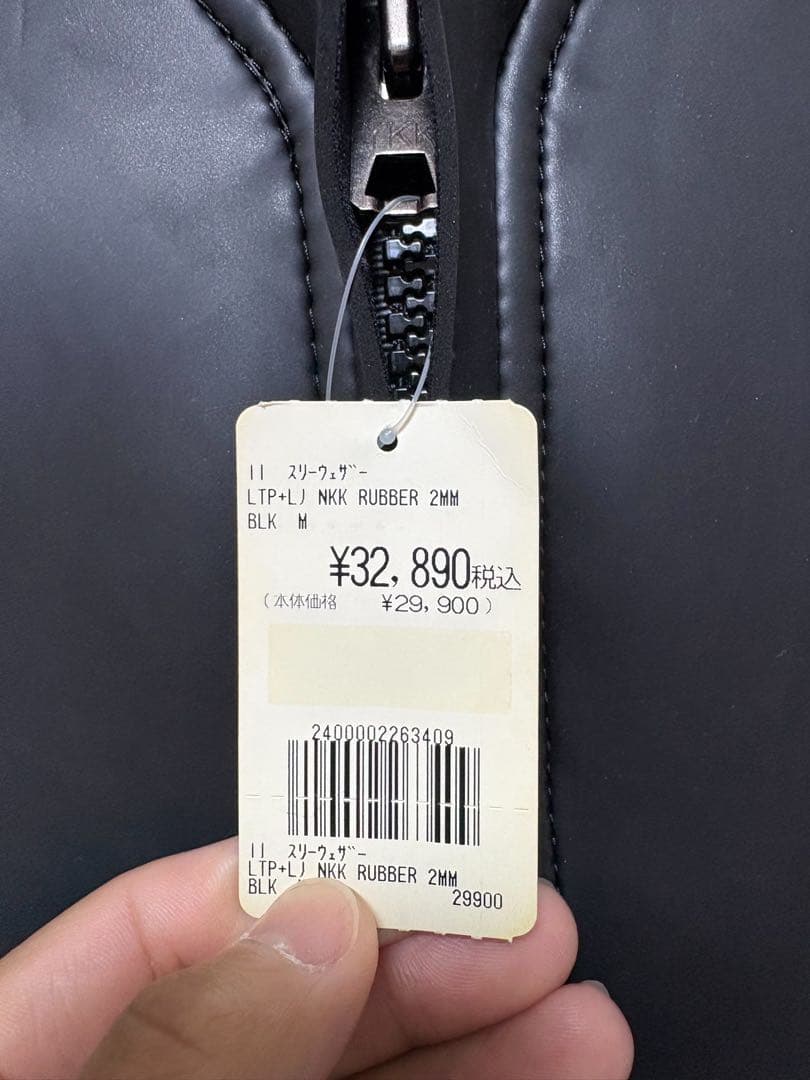 YKK
11 ｽﾘｰｳｪｻﾞｰ
LTP+LJ NKK RUBBER 2MM
BLK M
¥32,890税込
(本体価格 ¥29,900)
2400002263409
11 ｽﾘｰｳｪｻﾞｰ
LTP+LJ NKK RUBBER 2MM
BLK
29900